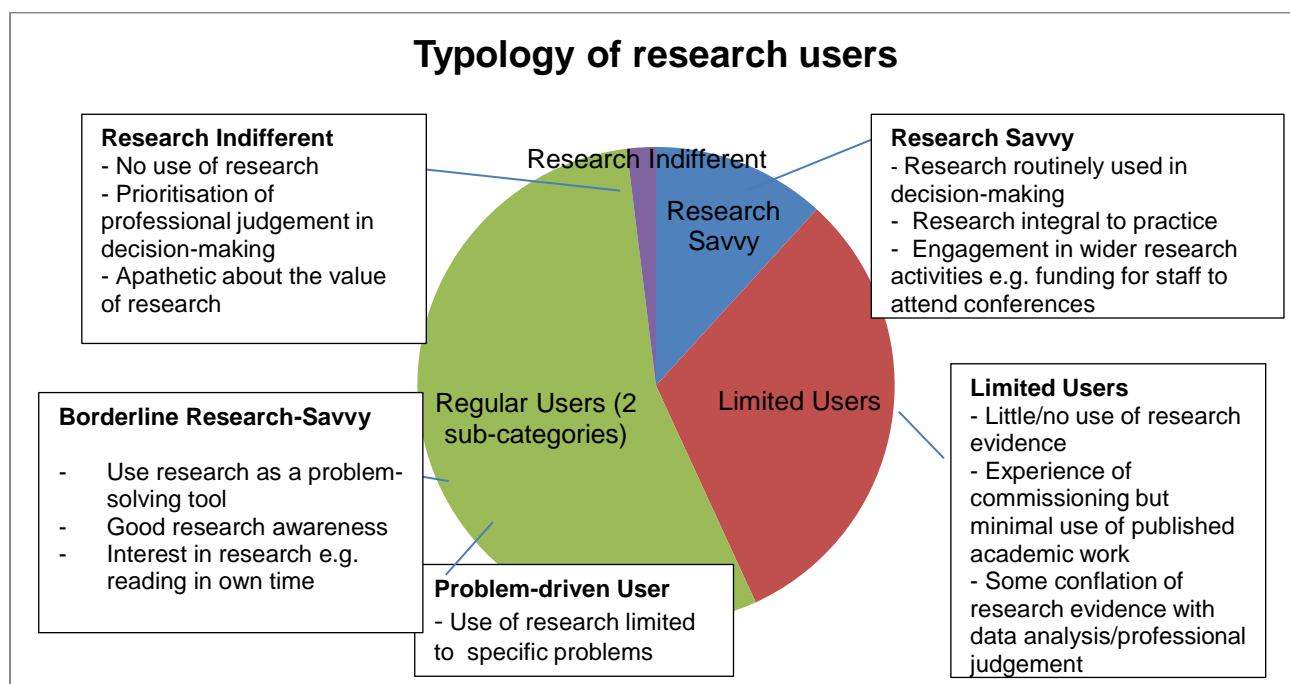 Typology of research users
Research Indifferent
- No use of research
- Prioritisation of
professional judgement in
decision-making
- Apathetic about the value
of research
Research Savvy
- Research routinely used in
decision-making
- Research integral to practice
- Engagement in wider research
activities e.g. funding for staff to
attend conferences
Research Indifferent
Research
Savvy
Regular Users (2
sub-categories)
Limited Users
Borderline Research-Savvy
- Use research as a problem-
solving tool
- Good research awareness
- Interest in research e.g.
reading in own time
Problem-driven User
- Use of research limited
to specific problems
Limited Users
- Little/no use of research
evidence
- Experience of
commissioning but
minimal use of published
academic work
- Some conflation of
research evidence with
data analysis/professional
judgement